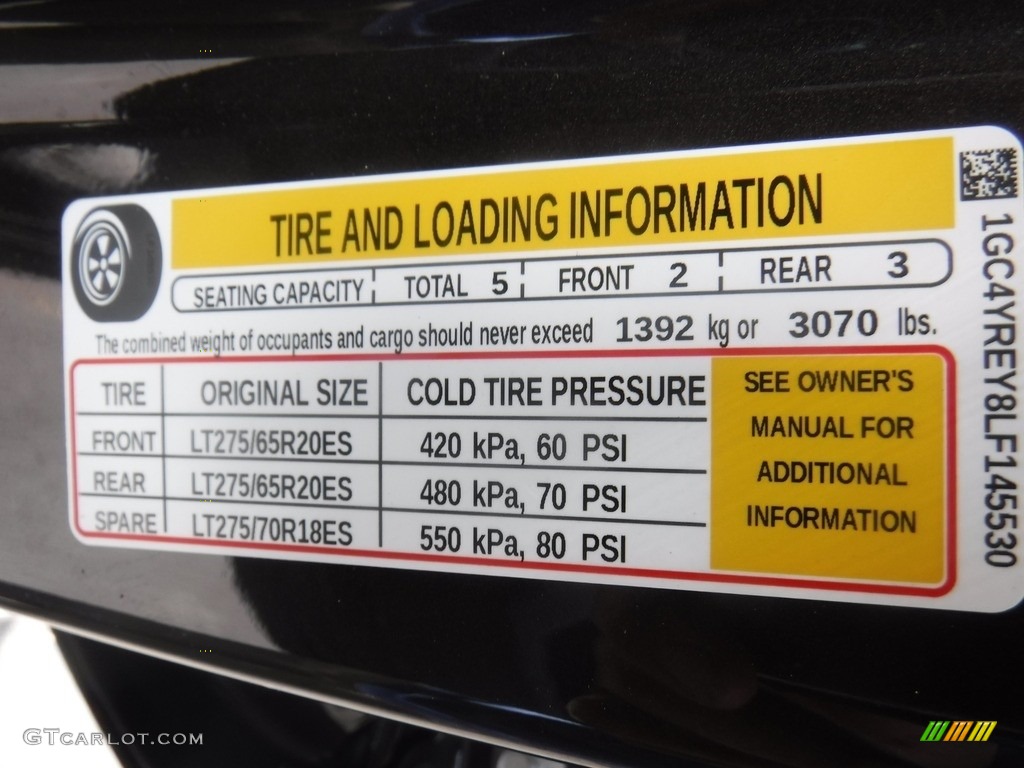 TIRE AND LOADING INFORMATION
SEATING CAPACITY TOTAL 5 FRONT 2 REAR 3
The combined weight of occupants and cargo should never exceed 1392 kg or 3070 lbs.
TIRE ORIGINAL SIZE COLD TIRE PRESSURE
FRONT LT275/65R20ES 420 kPa, 60 PSI
REAR LT275/65R20ES 480 kPa, 70 PSI
SPARE LT275/70R18ES 550 kPa, 80 PSI
SEE OWNER'S
MANUAL FOR
ADDITIONAL
INFORMATION
1GC4YREY8LF145530
GTCARLOT.COM